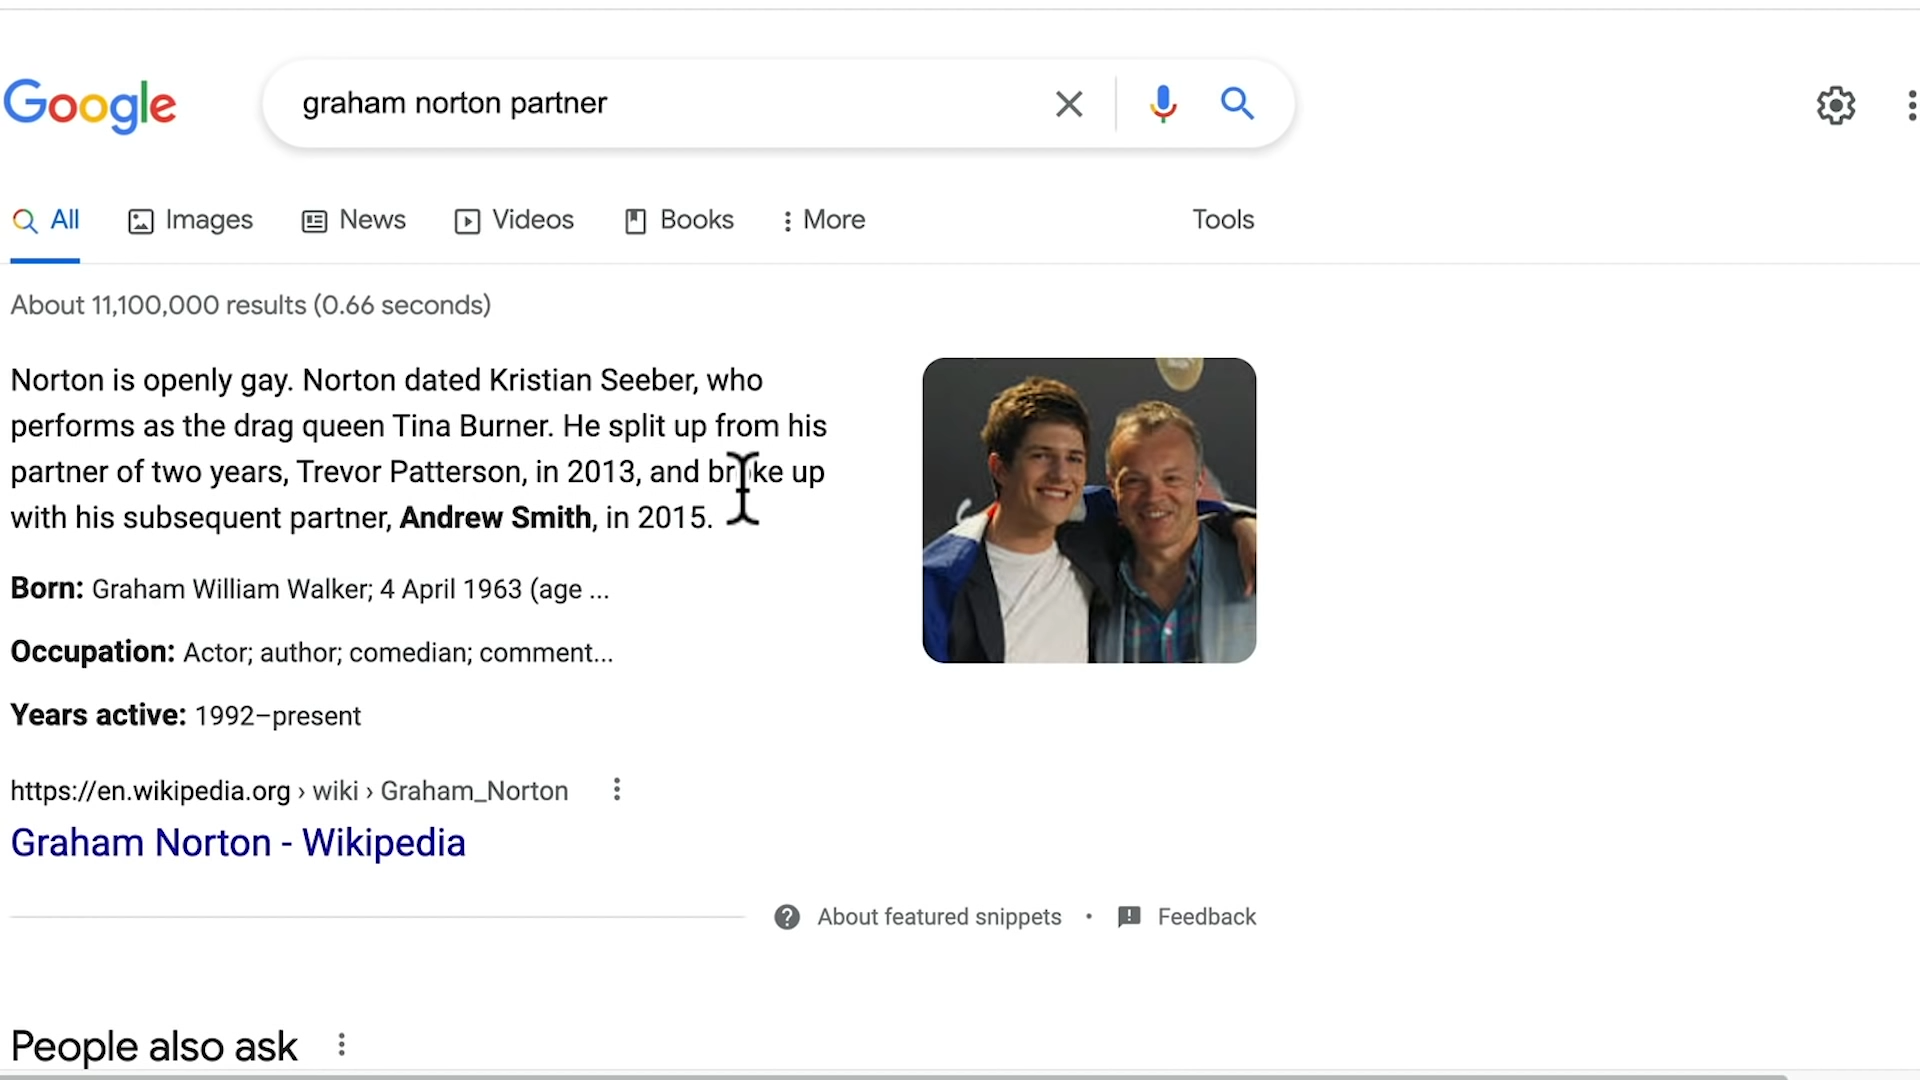 Google
graham norton partner
All
Images
News
Videos
Books
More
Tools
About 11,100,000 results (0.66 seconds)
Norton is openly gay. Norton dated Kristian Seeber, who
performs as the drag queen Tina Burner. He split up from his
partner of two years, Trevor Patterson, in 2013, and broke up
with his subsequent partner, Andrew Smith, in 2015.
Born: Graham William Walker; 4 April 1963 (age ...
Occupation: Actor; author; comedian; comment...
Years active: 1992–present
https://en.wikipedia.org › wiki › Graham_Norton
Graham Norton - Wikipedia
About featured snippets • Feedback
People also ask